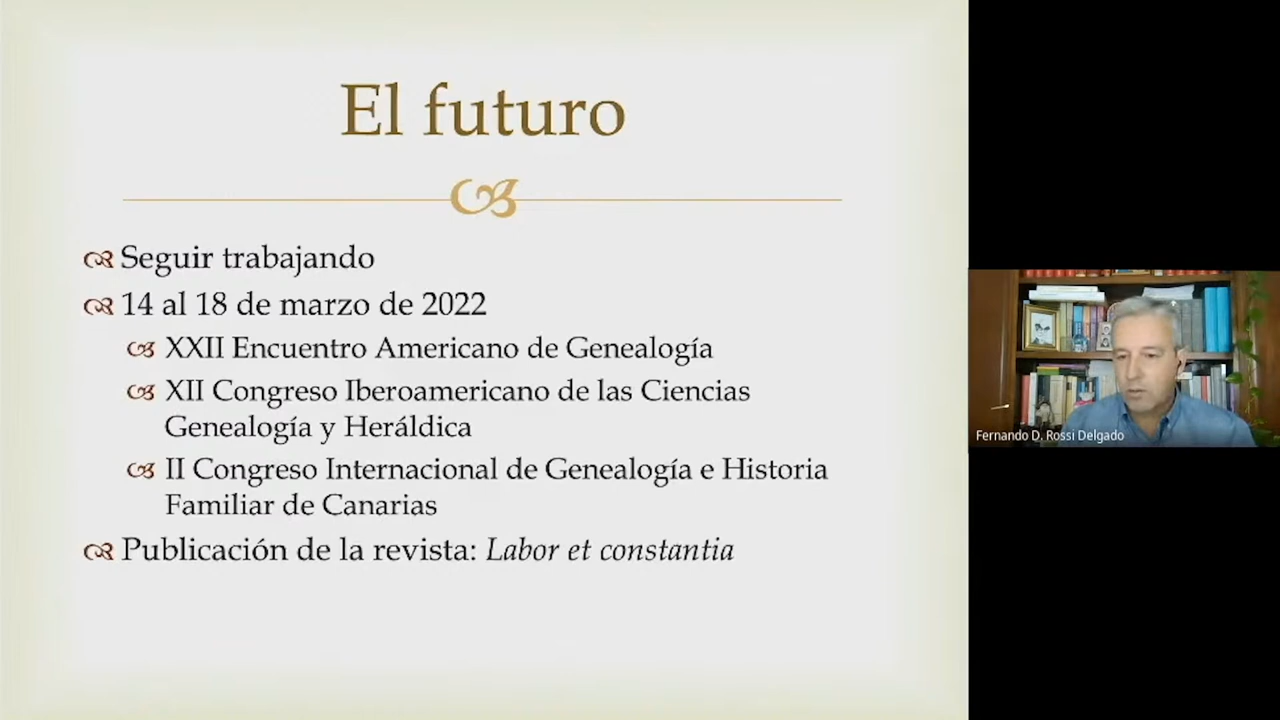 El futuro
Seguir trabajando
14 al 18 de marzo de 2022
XXII Encuentro Americano de Genealogía
XII Congreso Iberoamericano de las Ciencias
Genealogía y Heráldica
II Congreso Internacional de Genealogía e Historia
Familiar de Canarias
Publicación de la revista: Labor et constantia
Fernando D. Rossi Delgado